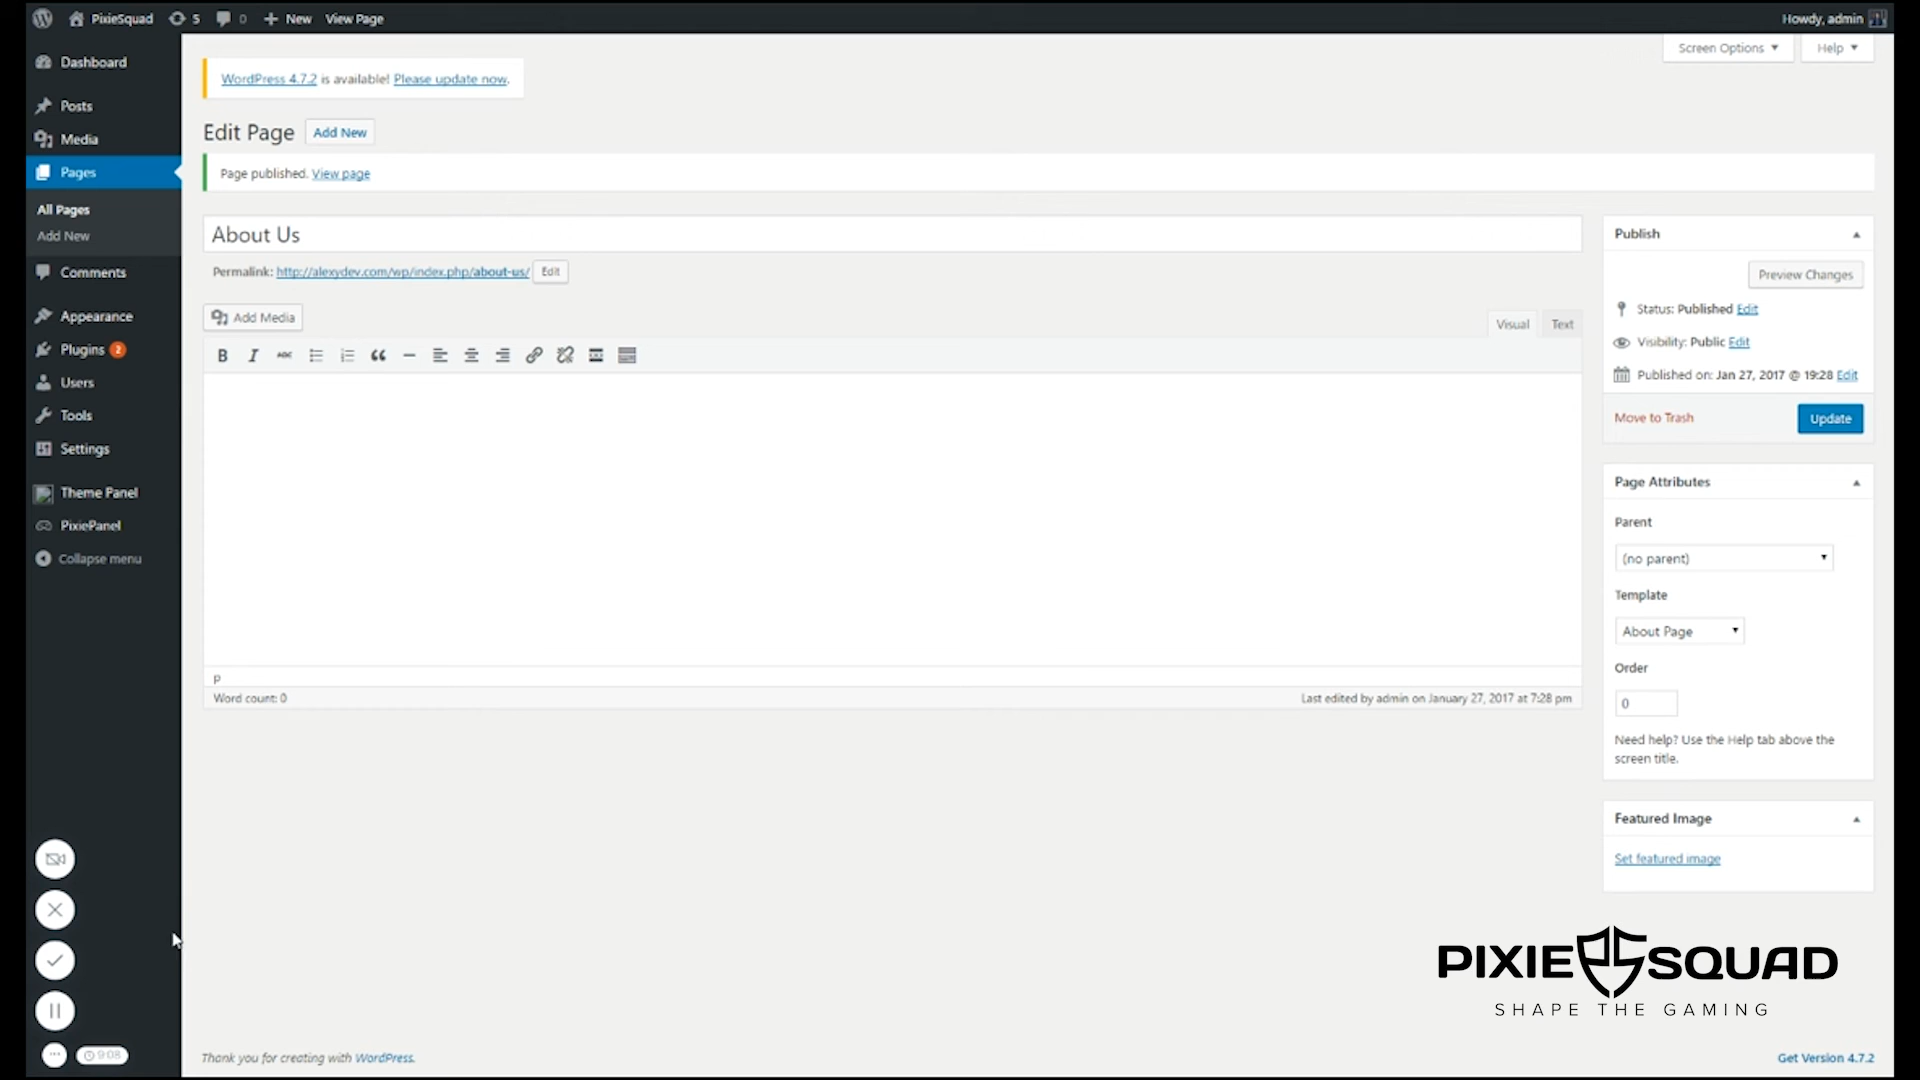 PixieSquad 5 0 New View Page Howdy, admin
Screen Options Help
Dashboard
Posts
Media
Pages
All Pages
Add New
Comments
Appearance
Plugins 2
Users
Tools
Settings
Theme Panel
PixiePanel
Collapse menu
9:08
WordPress 4.7.2 is available! Please update now.
Edit Page Add New
Page published. View page
About Us
Permalink: http://alexydev.com/wp/index.php/about-us/ Edit
Add Media
Visual Text
B I ABC
p
Word count: 0
Last edited by admin on January 27, 2017 at 7:28 pm
Publish
Preview Changes
Status: Published Edit
Visibility: Public Edit
Published on: Jan 27, 2017 @ 19:28 Edit
Move to Trash Update
Page Attributes
Parent
(no parent)
Template
About Page
Order
0
Need help? Use the Help tab above the
screen title.
Featured Image
Set featured image
PIXIE SQUAD
SHAPE THE GAMING
Thank you for creating with WordPress.
Get Version 4.7.2